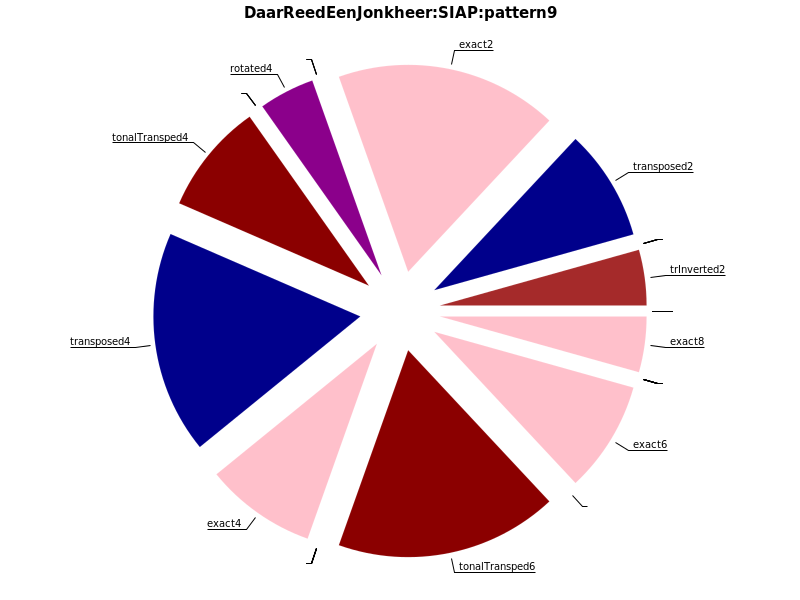 DaarReedEenJonkheer:SIAP:pattern9
exact2
rotated4
tonalTransped4
transposed2
trInverted2
transposed4
exact8
exact6
exact4
tonalTransped6